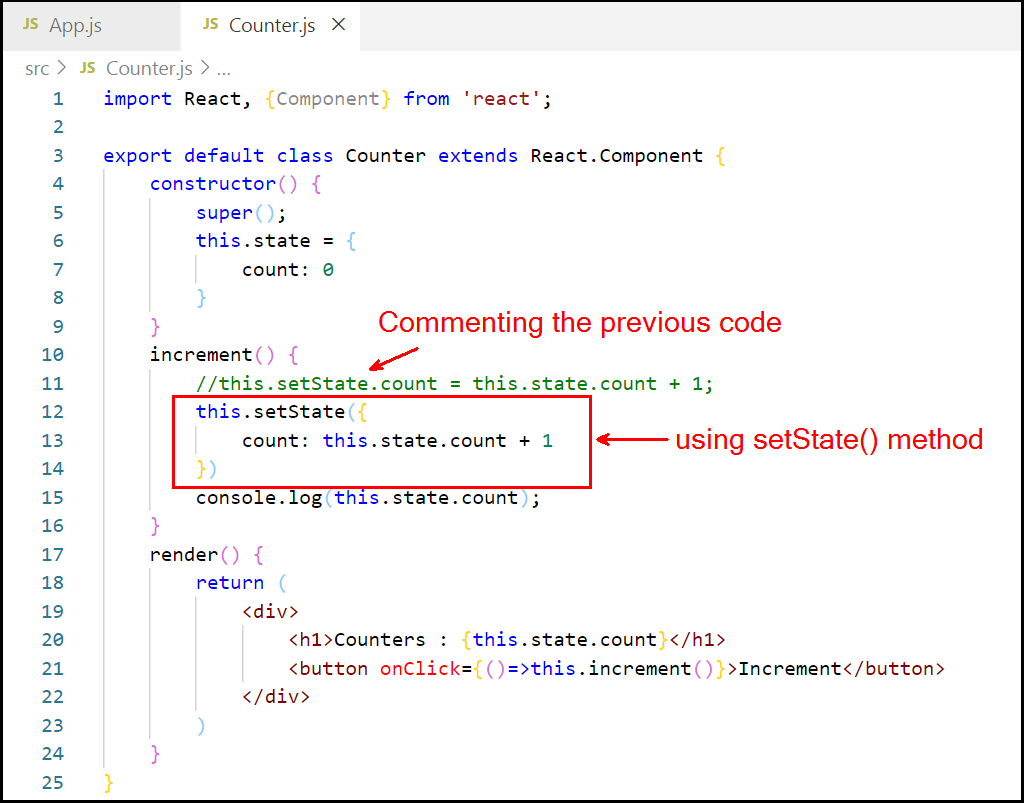 JS App.js JS Counter.js ×
src > JS Counter.js > ...
1 import React, {Component} from 'react';
2
3 export default class Counter extends React.Component {
4 constructor() {
5 super();
6 this.state = {
7 count: 0
8 }
9 }
Commenting the previous code
10 increment() {
11 //this.setState.count = this.state.count + 1;
12 this.setState({
13 count: this.state.count + 1
using setState() method
14 })
15 console.log(this.state.count);
16 }
17 render() {
18 return (
19 <div>
20 <h1>Counters : {this.state.count}</h1>
21 <button onClick={()=>this.increment()}>Increment</button>
22 </div>
23 )
24 }
25 }